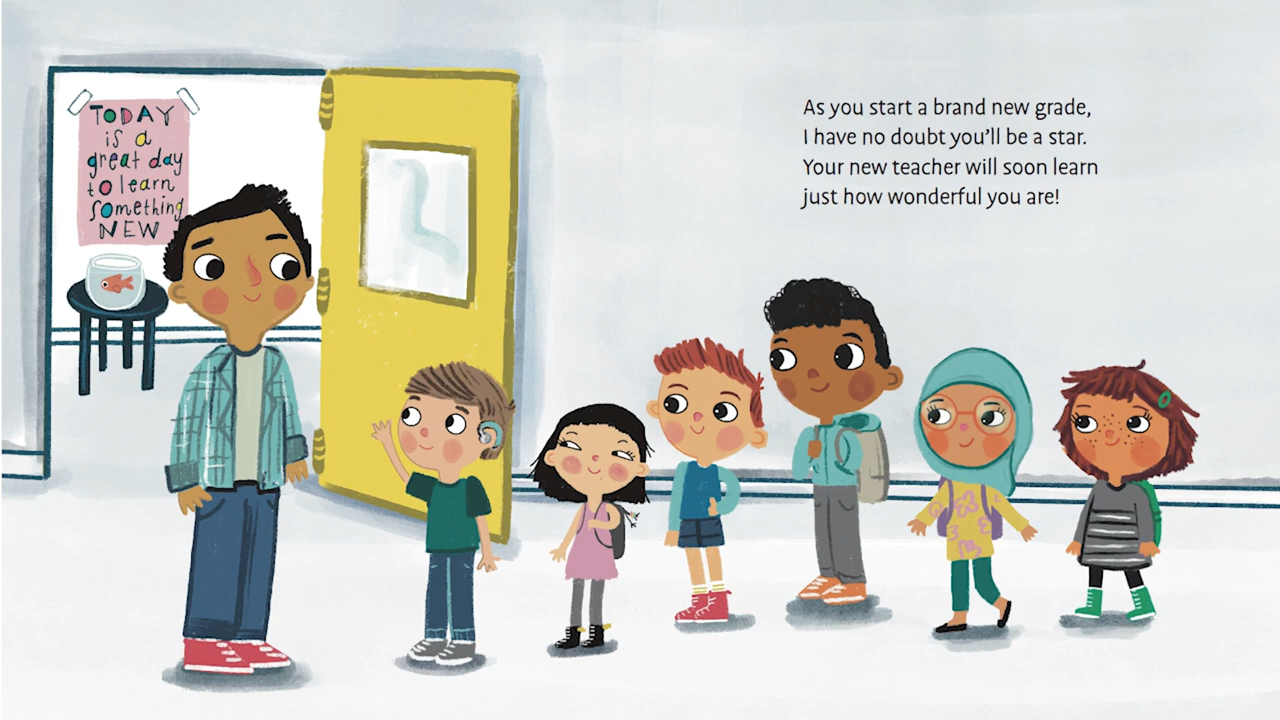 TODAY
is a
great day
to learn
something
NEW
As you start a brand new grade,
I have no doubt you’ll be a star.
Your new teacher will soon learn
just how wonderful you are!